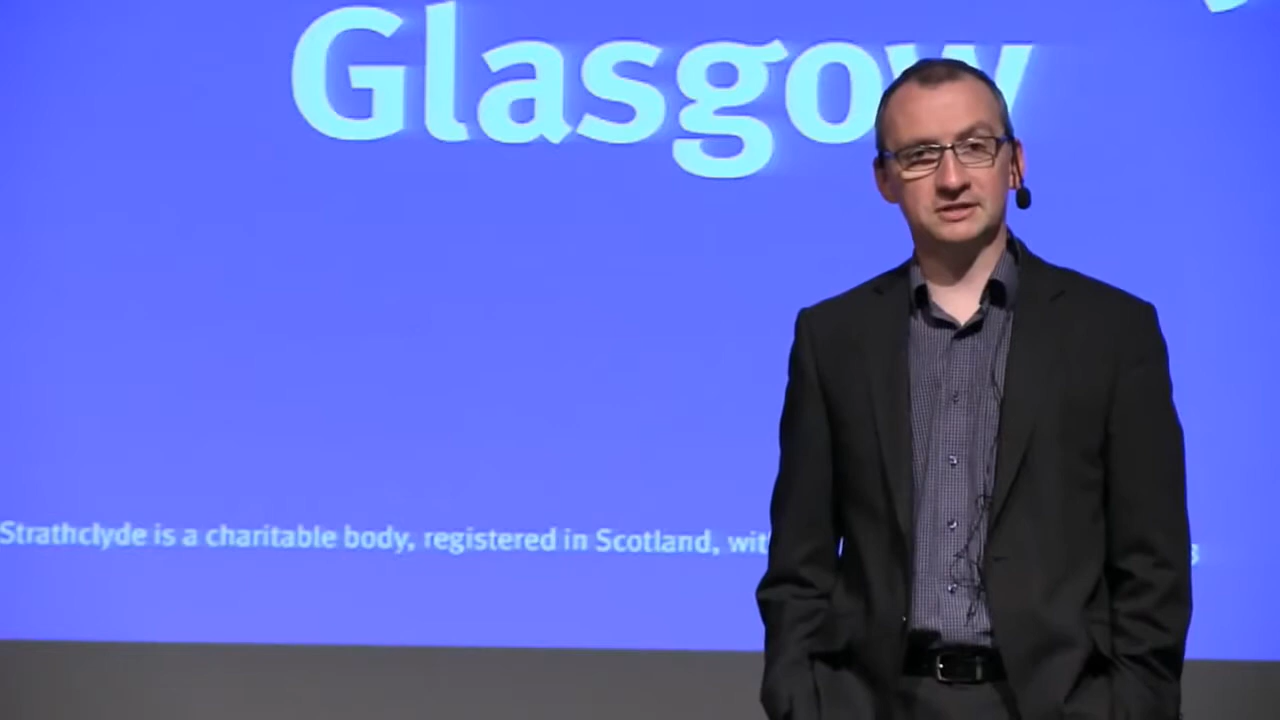 Glasgow
Strathclyde is a charitable body, registered in Scotland, wit